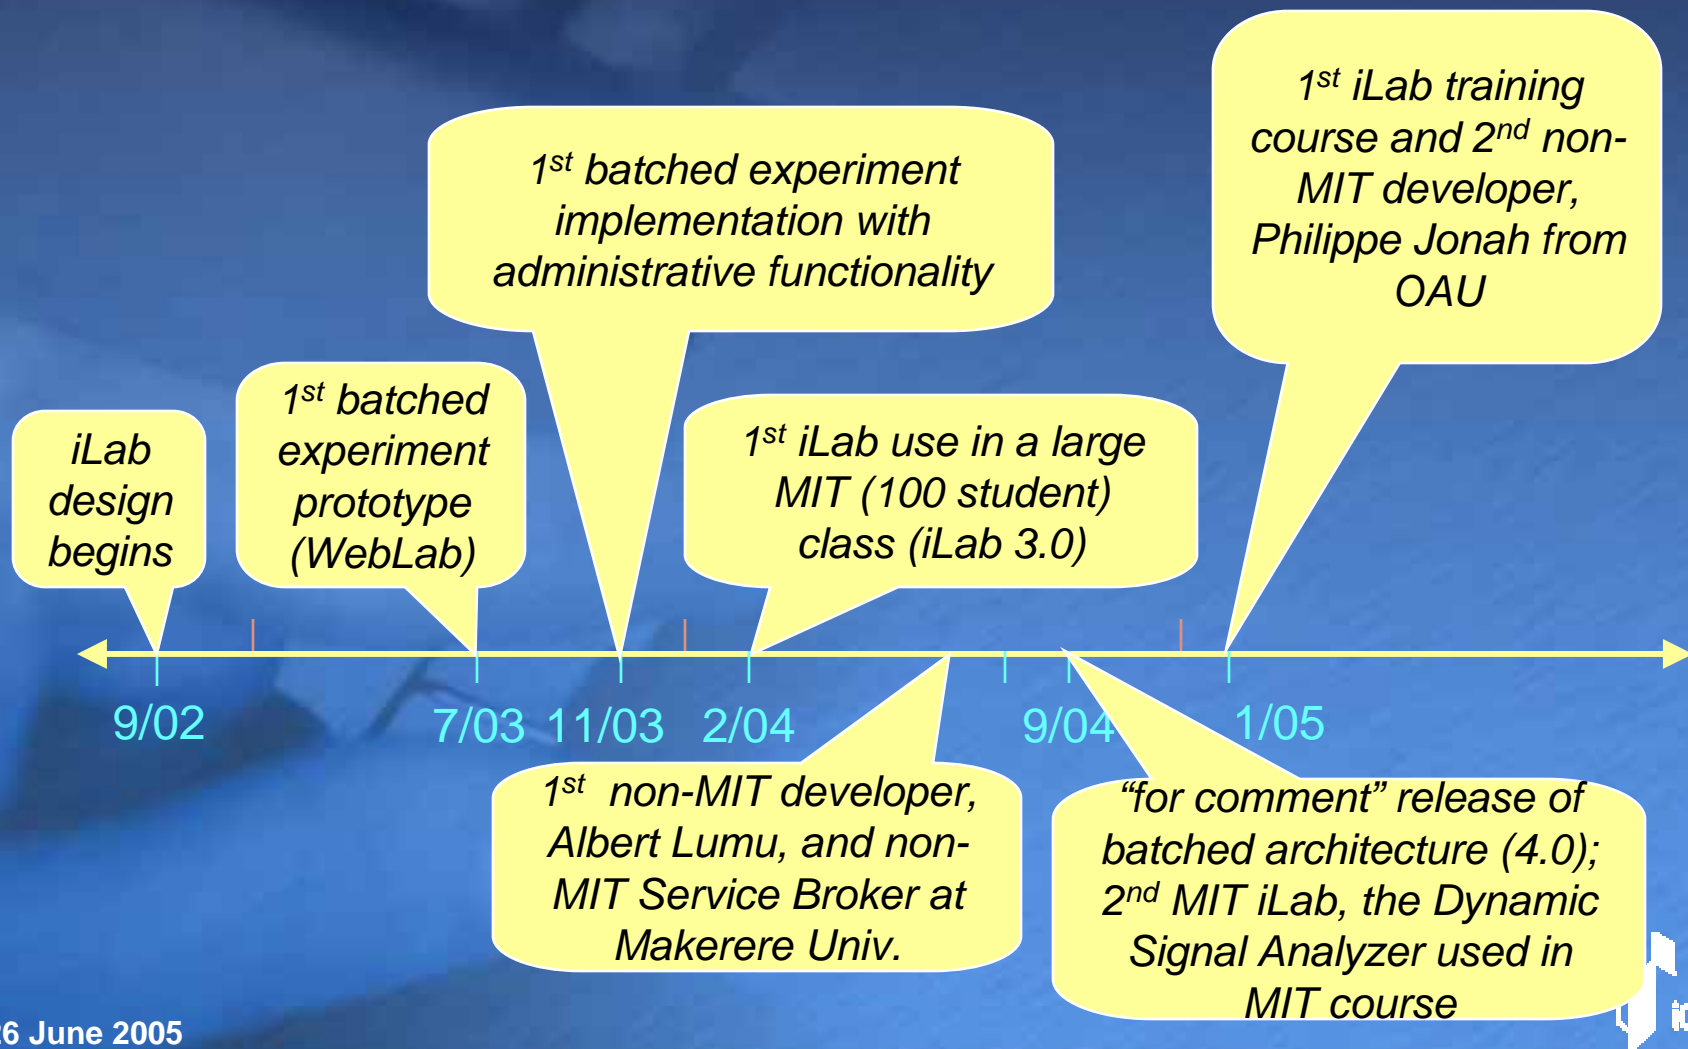 1st iLab training
course and 2nd non-
MIT developer,
Philippe Jonah from
OAU
1st batched experiment
implementation with
administrative functionality
1st batched
experiment
prototype
(WebLab)
iLab
design
begins
1st iLab use in a large
MIT (100 student)
class (iLab 3.0)
9/02
7/03
11/03
2/04
9/04
1/05
1st non-MIT developer,
Albert Lumu, and non-
MIT Service Broker at
Makerere Univ.
“for comment” release of
batched architecture (4.0);
2nd MIT iLab, the Dynamic
Signal Analyzer used in
MIT course
26 June 2005